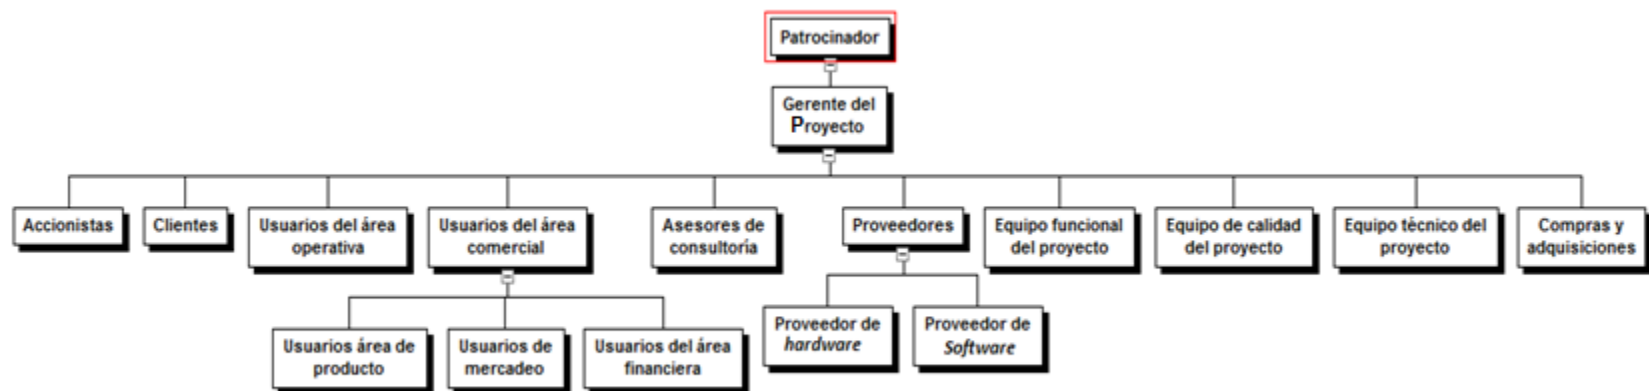 Patrocinador
Gerente del
Proyecto
Accionistas
Clientes
Usuarios del área
operativa
Usuarios del área
comercial
Asesores de
consultoría
Proveedores
Equipo funcional
del proyecto
Equipo de calidad
del proyecto
Equipo técnico del
proyecto
Compras y
adquisiciones
Usuarios área de
producto
Usuarios de
mercadeo
Usuarios del área
financiera
Proveedor de
hardware
Proveedor de
Software